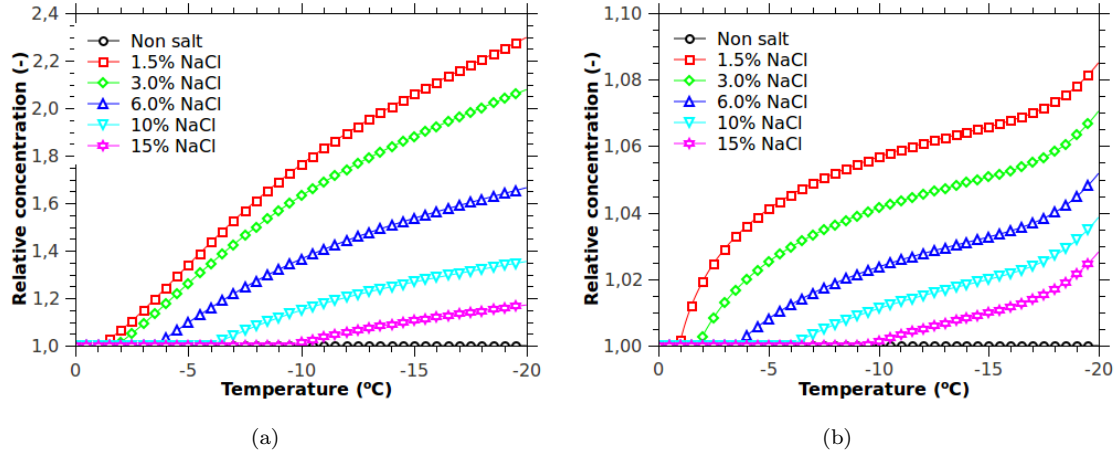 2,4
2,2
2,0
1,8
1,6
1,4
1,2
1,0
Relative concentration (-)
Non salt
1.5% NaCl
3.0% NaCl
6.0% NaCl
10% NaCl
15% NaCl
0 -5 -10 -15 -20
Temperature (ºC)
(a)
1,10
1,08
1,06
1,04
1,02
1,00
Relative concentration (-)
Non salt
1.5% NaCl
3.0% NaCl
6.0% NaCl
10% NaCl
15% NaCl
0 -5 -10 -15 -20
Temperature (ºC)
(b)